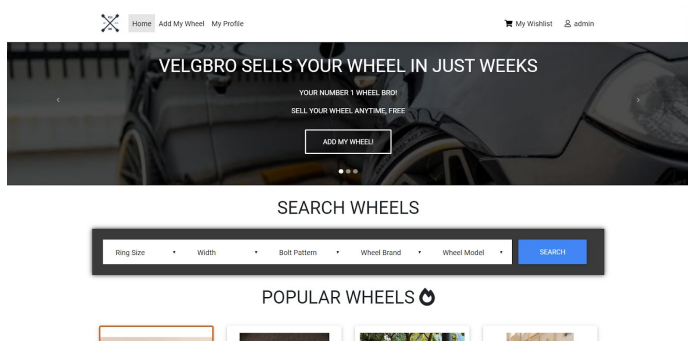 Home Add My Wheel My Profile My Wishlist admin
VELGBRO SELLS YOUR WHEEL IN JUST WEEKS
YOUR NUMBER 1 WHEEL BRO!
SELL YOUR WHEEL ANYTIME, FREE
ADD MY WHEEL!
SEARCH WHEELS
Ring Size Width Bolt Pattern Wheel Brand Wheel Model SEARCH
POPULAR WHEELS